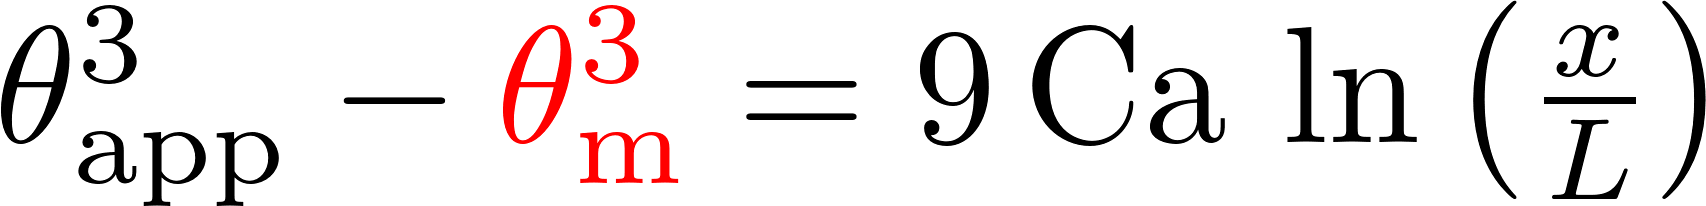 θ³_app − θ³_m = 9 Ca ln (x/L)